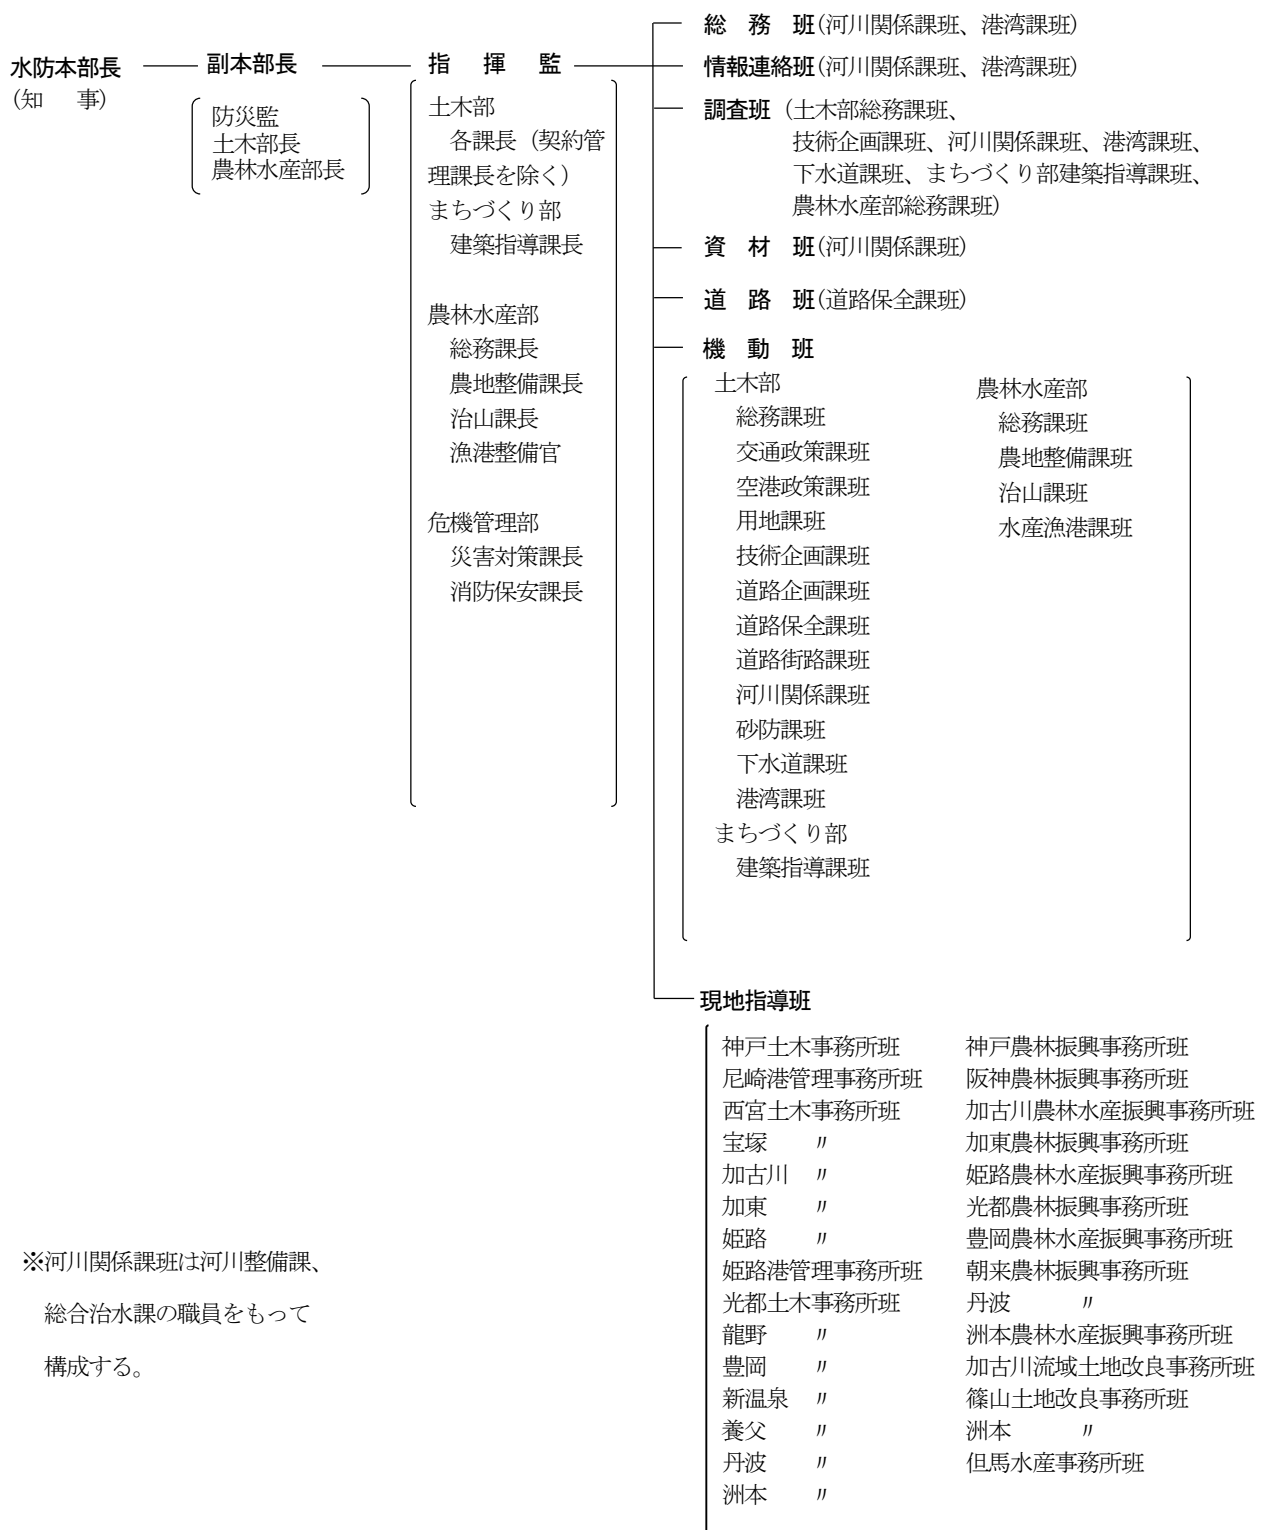 水防本部長
(知　事)
副本部長
防災監
土木部長
農林水産部長
指　揮　監
土木部
各課長（契約管
理課長を除く）
まちづくり部
建築指導課長
農林水産部
総務課長
農地整備課長
治山課長
漁港整備官
危機管理部
災害対策課長
消防保安課長
総　務　班(河川関係課班、港湾課班)
情報連絡班(河川関係課班、港湾課班)
調査班（土木部総務課班、
技術企画課班、河川関係課班、港湾課班、
下水道課班、まちづくり部建築指導課班、
農林水産部総務課班)
資　材　班(河川関係課班)
道　路　班(道路保全課班)
機　動　班
土木部
総務課班
交通政策課班
空港政策課班
用地課班
技術企画課班
道路企画課班
道路保全課班
道路街路課班
河川関係課班
砂防課班
下水道課班
港湾課班
まちづくり部
建築指導課班
農林水産部
総務課班
農地整備課班
治山課班
水産漁港課班
現地指導班
神戸土木事務所班
尼崎港管理事務所班
西宮土木事務所班
宝塚　　〃
加古川　〃
加東　　〃
姫路　　〃
姫路港管理事務所班
光都土木事務所班
龍野　　〃
豊岡　　〃
新温泉　〃
養父　　〃
丹波　　〃
洲本　　〃
神戸農林振興事務所班
阪神農林振興事務所班
加古川農林水産振興事務所班
加東農林振興事務所班
姫路農林水産振興事務所班
光都農林振興事務所班
豊岡農林水産振興事務所班
朝来農林振興事務所班
丹波　　　〃
洲本農林水産振興事務所班
加古川流域土地改良事務所班
篠山土地改良事務所班
洲本　　　〃
但馬水産事務所班
※河川関係課班は河川整備課、
総合治水課の職員をもって
構成する。